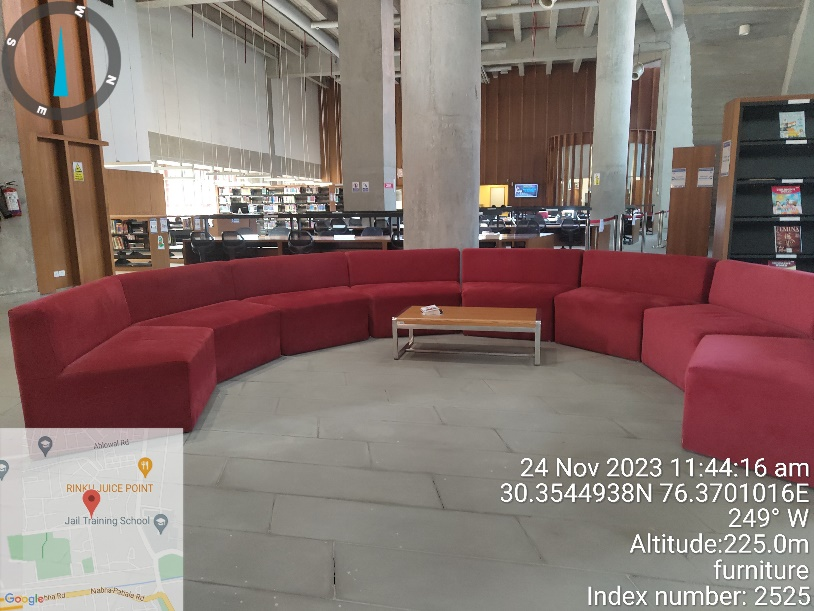 W
S
N
E
FEMINA
Ablowal Rd
RINKU JUICE POINT
Jail Training School
Google
Nabha-Patiala Rd
24 Nov 2023 11:44:16 am
30.3544938N 76.3701016E
249° W
Altitude:225.0m
furniture
Index number: 2525